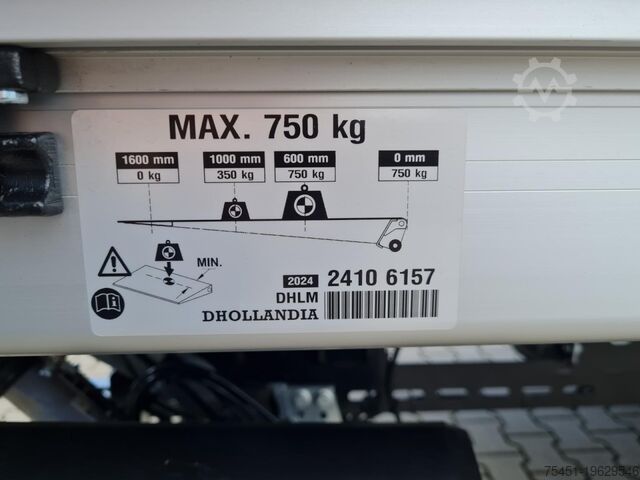 MAX. 750 kg
1600 mm 1000 mm 600 mm 0 mm
0 kg 350 kg 750 kg 750 kg
MIN.
2024 2410 6157
DHLM
DHOLLANDIA
75451-19629546